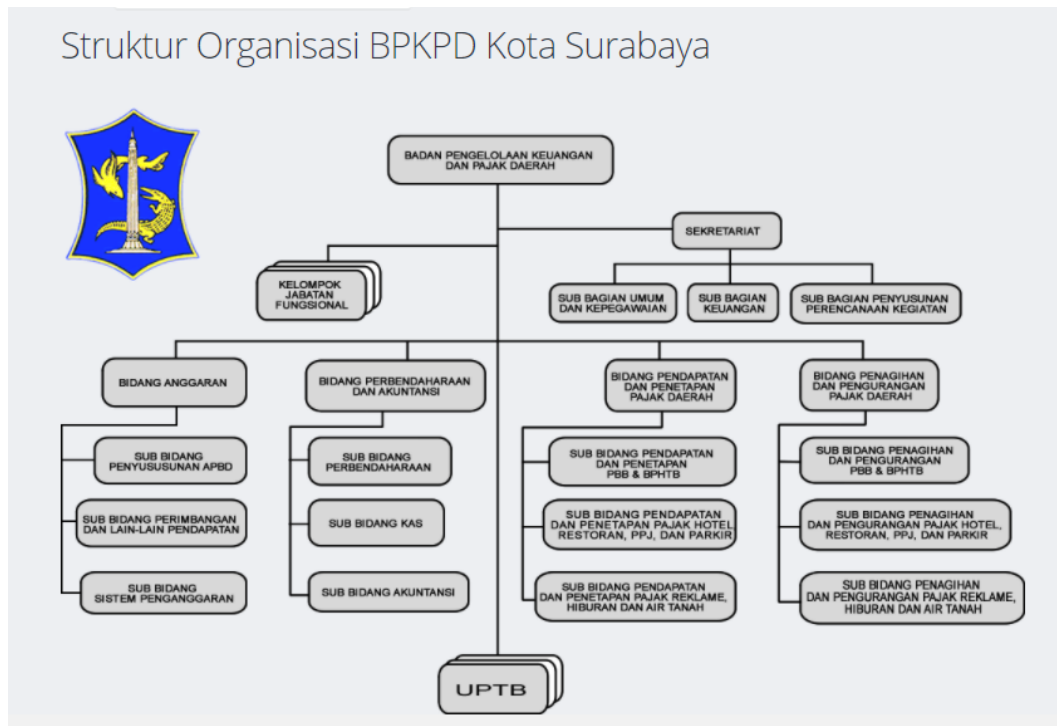 Struktur Organisasi BPKPD Kota Surabaya
BADAN PENGELOLAAN KEUANGAN
DAN PAJAK DAERAH
SEKRETARIAT
KELOMPOK
JABATAN
FUNGSIONAL
SUB BAGIAN UMUM
DAN KEPEGAWAIAN
SUB BAGIAN
KEUANGAN
SUB BAGIAN PENYUSUNAN
PERENCANAAN KEGIATAN
BIDANG ANGGARAN
BIDANG PERBENDAHARAAN
DAN AKUNTANSI
BIDANG PENDAPATAN
DAN PENETAPAN
PAJAK DAERAH
BIDANG PENAGIHAN
DAN PENGURANGAN
PAJAK DAERAH
SUB BIDANG
PENYUSUSUNAN APBD
SUB BIDANG
PERBENDAHARAAN
SUB BIDANG PENDAPATAN
DAN PENETAPAN
PBB & BPHTB
SUB BIDANG PENAGIHAN
DAN PENGURANGAN
PBB & BPHTB
SUB BIDANG PERIMBANGAN
DAN LAIN-LAIN PENDAPATAN
SUB BIDANG KAS
SUB BIDANG PENDAPATAN
DAN PENETAPAN PAJAK HOTEL,
RESTORAN, PPJ, DAN PARKIR
SUB BIDANG PENAGIHAN
DAN PENGURANGAN PAJAK HOTEL,
RESTORAN, PPJ, DAN PARKIR
SUB BIDANG
SISTEM PENGANGGARAN
SUB BIDANG AKUNTANSI
SUB BIDANG PENDAPATAN
DAN PENETAPAN PAJAK REKLAME,
HIBURAN DAN AIR TANAH
SUB BIDANG PENAGIHAN
DAN PENGURANGAN PAJAK REKLAME,
HIBURAN DAN AIR TANAH
UPTB